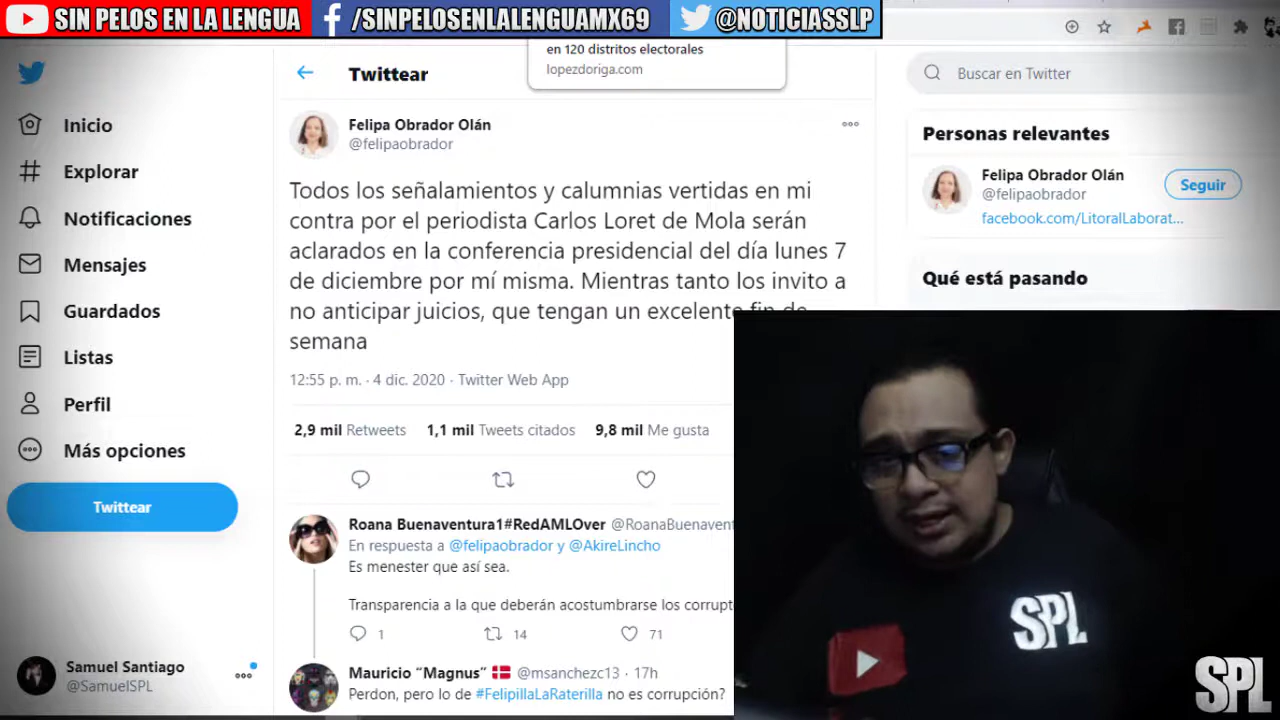 SIN PELOS EN LA LENGUA
/SINPELOSENLALENGUAMX69
@NOTICIASSLP
en 120 distritos electorales
lopezdoriga.com
Twittear
Buscar en Twitter
Inicio
Explorar
Notificaciones
Mensajes
Guardados
Listas
Perfil
Más opciones
Twittear
Samuel Santiago
@SamuelSPL
Felipa Obrador Olán
@felipaobrador
Todos los señalamientos y calumnias vertidas en mi
contra por el periodista Carlos Loret de Mola serán
aclarados en la conferencia presidencial del día lunes 7
de diciembre por mí misma. Mientras tanto los invito a
no anticipar juicios, que tengan un excelente fin de
semana
12:55 p. m. · 4 dic. 2020 · Twitter Web App
2,9 mil Retweets 1,1 mil Tweets citados 9,8 mil Me gusta
Roana Buenaventura1#RedAMLOver @RoanaBuenavent
En respuesta a @felipaobrador y @AkireLincho
Es menester que así sea.
Transparencia a la que deberán acostumbrarse los corrupt
1 14 71
Mauricio “Magnus” @msanchezc13 · 17h
Perdon, pero lo de #FelipillaLaRaterilla no es corrupción?
Personas relevantes
Felipa Obrador Olán
@felipaobrador
Seguir
facebook.com/LitoralLaborat...
Qué está pasando
SPL
SPL